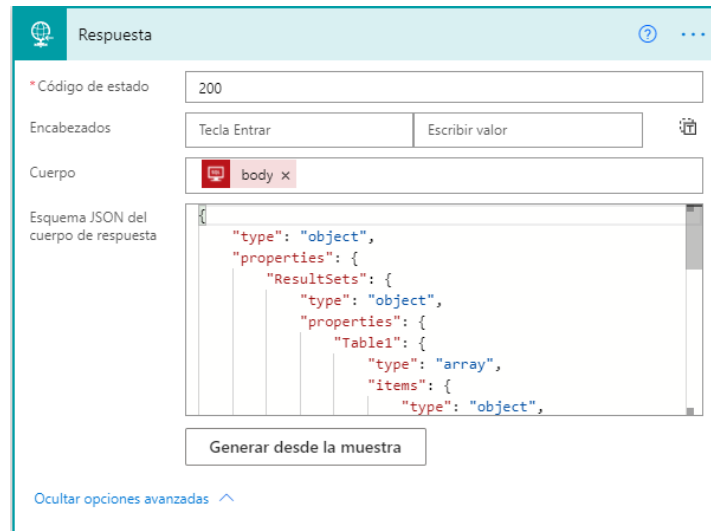 Respuesta
* Código de estado
200
Encabezados
Tecla Entrar
Escribir valor
Cuerpo
body ×
Esquema JSON del
cuerpo de respuesta
{
"type": "object",
"properties": {
"ResultSets": {
"type": "object",
"properties": {
"Table1": {
"type": "array",
"items": {
"type": "object",
Generar desde la muestra
Ocultar opciones avanzadas